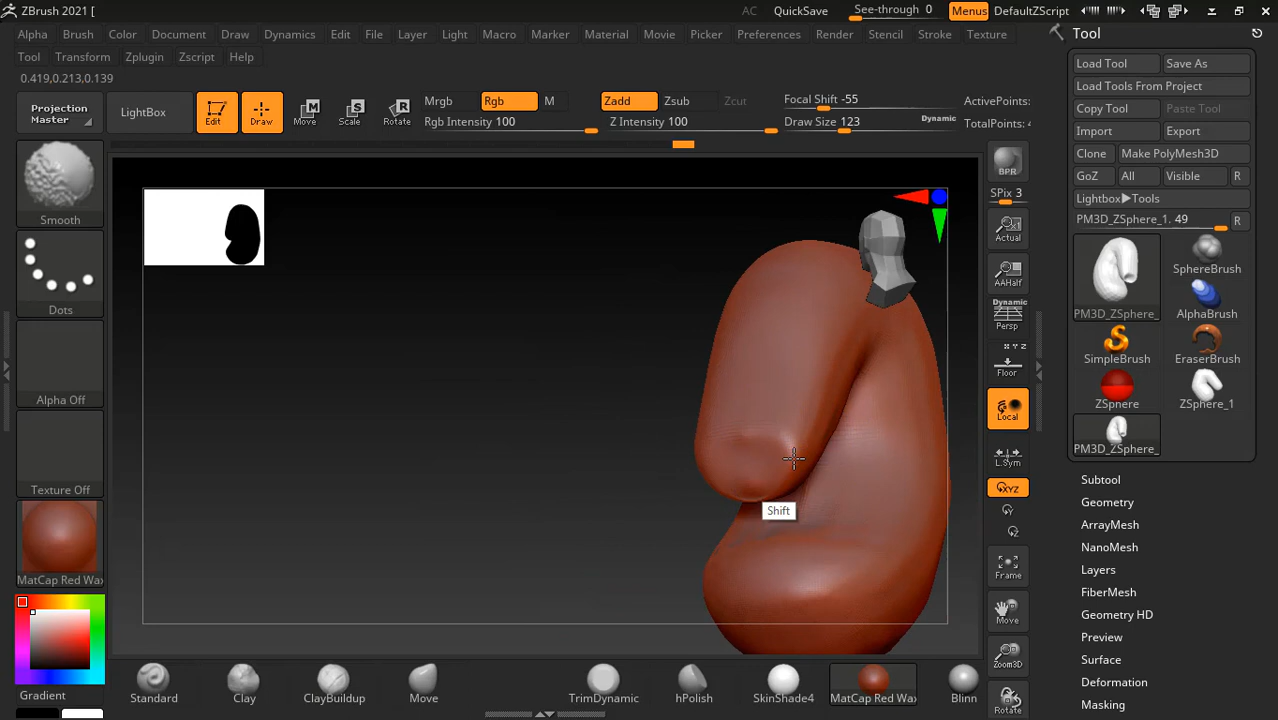 ZBrush 2021 [
AC
QuickSave
See-through 0
Menus
DefaultZScript
Alpha Brush Color Document Draw Dynamics Edit File Layer Light Macro Marker Material Movie Picker Preferences Render Stencil Stroke Texture
Tool Transform Zplugin Zscript Help
0.419,0.213,0.139
Projection
Master
LightBox
Edit
Draw
Move
Scale
Rotate
Mrgb
Rgb
M
Rgb Intensity 100
Zadd
Zsub
Zcut
Z Intensity 100
Focal Shift -55
Draw Size 123
Dynamic
ActivePoints:
TotalPoints: 4
Smooth
Dots
Alpha Off
Texture Off
MatCap Red Wax
Gradient
Shift
BPR
SPix 3
Actual
AAHalf
Dynamic
Persp
X Y Z
Floor
Local
L.Sym
XYZ
Y
Z
Frame
Move
Zoom3D
Rotate
Standard
Clay
ClayBuildup
Move
TrimDynamic
hPolish
SkinShade4
MatCap Red Wax
Blinn
Tool
Load Tool
Save As
Load Tools From Project
Copy Tool
Paste Tool
Import
Export
Clone
Make PolyMesh3D
GoZ
All
Visible
R
Lightbox▶Tools
PM3D_ZSphere_1. 49
R
PM3D_ZSphere_
SphereBrush
AlphaBrush
SimpleBrush
EraserBrush
ZSphere
ZSphere_1
PM3D_ZSphere_
Subtool
Geometry
ArrayMesh
NanoMesh
Layers
FiberMesh
Geometry HD
Preview
Surface
Deformation
Masking